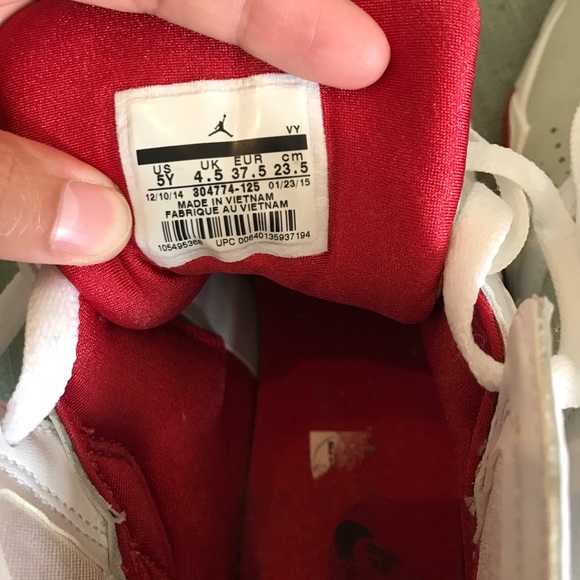 VY
US UK EUR cm
5Y 4.5 37.5 23.5
12/10/14 304774-125 01/23/15
MADE IN VIETNAM
FABRIQUE AU VIETNAM
105495368 UPC 00640135937194